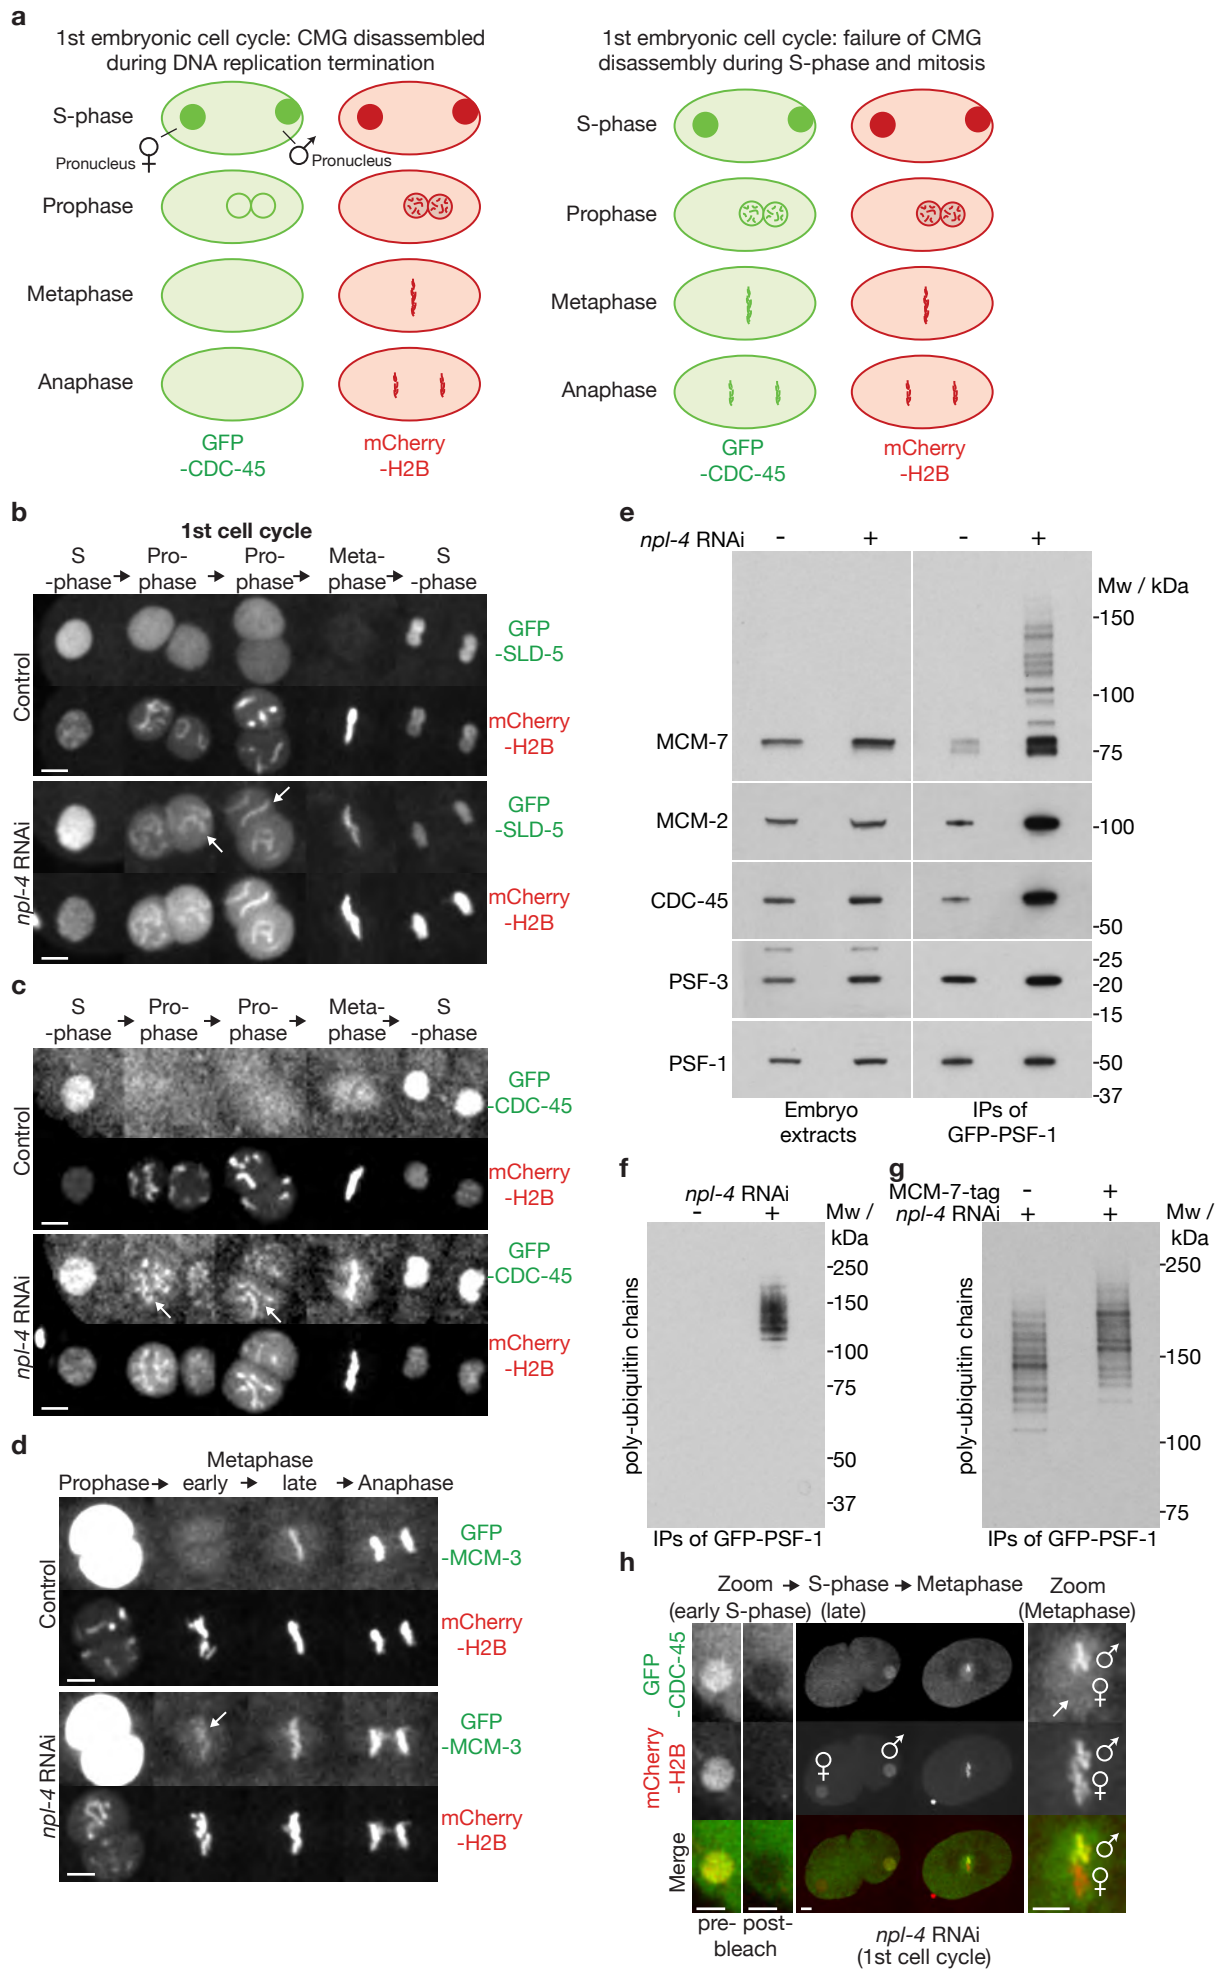 a
1st embryonic cell cycle: CMG disassembled
during DNA replication termination
S-phase
Pronucleus ♀
♂ Pronucleus
Prophase
Metaphase
Anaphase
GFP
-CDC-45
mCherry
-H2B
1st embryonic cell cycle: failure of CMG
disassembly during S-phase and mitosis
S-phase
Prophase
Metaphase
Anaphase
GFP
-CDC-45
mCherry
-H2B
b
1st cell cycle
S
-phase
Pro-
phase
Pro-
phase
Meta-
phase
S
-phase
Control
GFP
-SLD-5
mCherry
-H2B
npl-4 RNAi
GFP
-SLD-5
mCherry
-H2B
c
S
-phase
Pro-
phase
Pro-
phase
Meta-
phase
S
-phase
Control
GFP
-CDC-45
mCherry
-H2B
npl-4 RNAi
GFP
-CDC-45
mCherry
-H2B
d
Metaphase
Prophase early late Anaphase
Control
GFP
-MCM-3
mCherry
-H2B
npl-4 RNAi
GFP
-MCM-3
mCherry
-H2B
e
npl-4 RNAi - + - +
Mw / kDa
-150
-100
MCM-7
-75
MCM-2
-100
CDC-45
-50
-25
PSF-3
-20
-15
PSF-1
-50
-37
Embryo
extracts
IPs of
GFP-PSF-1
f
npl-4 RNAi
- +
Mw /
kDa
-250
-150
-100
-75
-50
-37
poly-ubiquitin chains
IPs of GFP-PSF-1
g
MCM-7-tag - +
npl-4 RNAi + +
Mw /
kDa
-250
-150
-100
-75
poly-ubiquitin chains
IPs of GFP-PSF-1
h
Zoom S-phase Metaphase Zoom
(early S-phase) (late) (Metaphase)
GFP
-CDC-45
♂
♀
mCherry
-H2B
♀ ♂
♂
♀
Merge
♂
♀
pre- post-
bleach
npl-4 RNAi
(1st cell cycle)